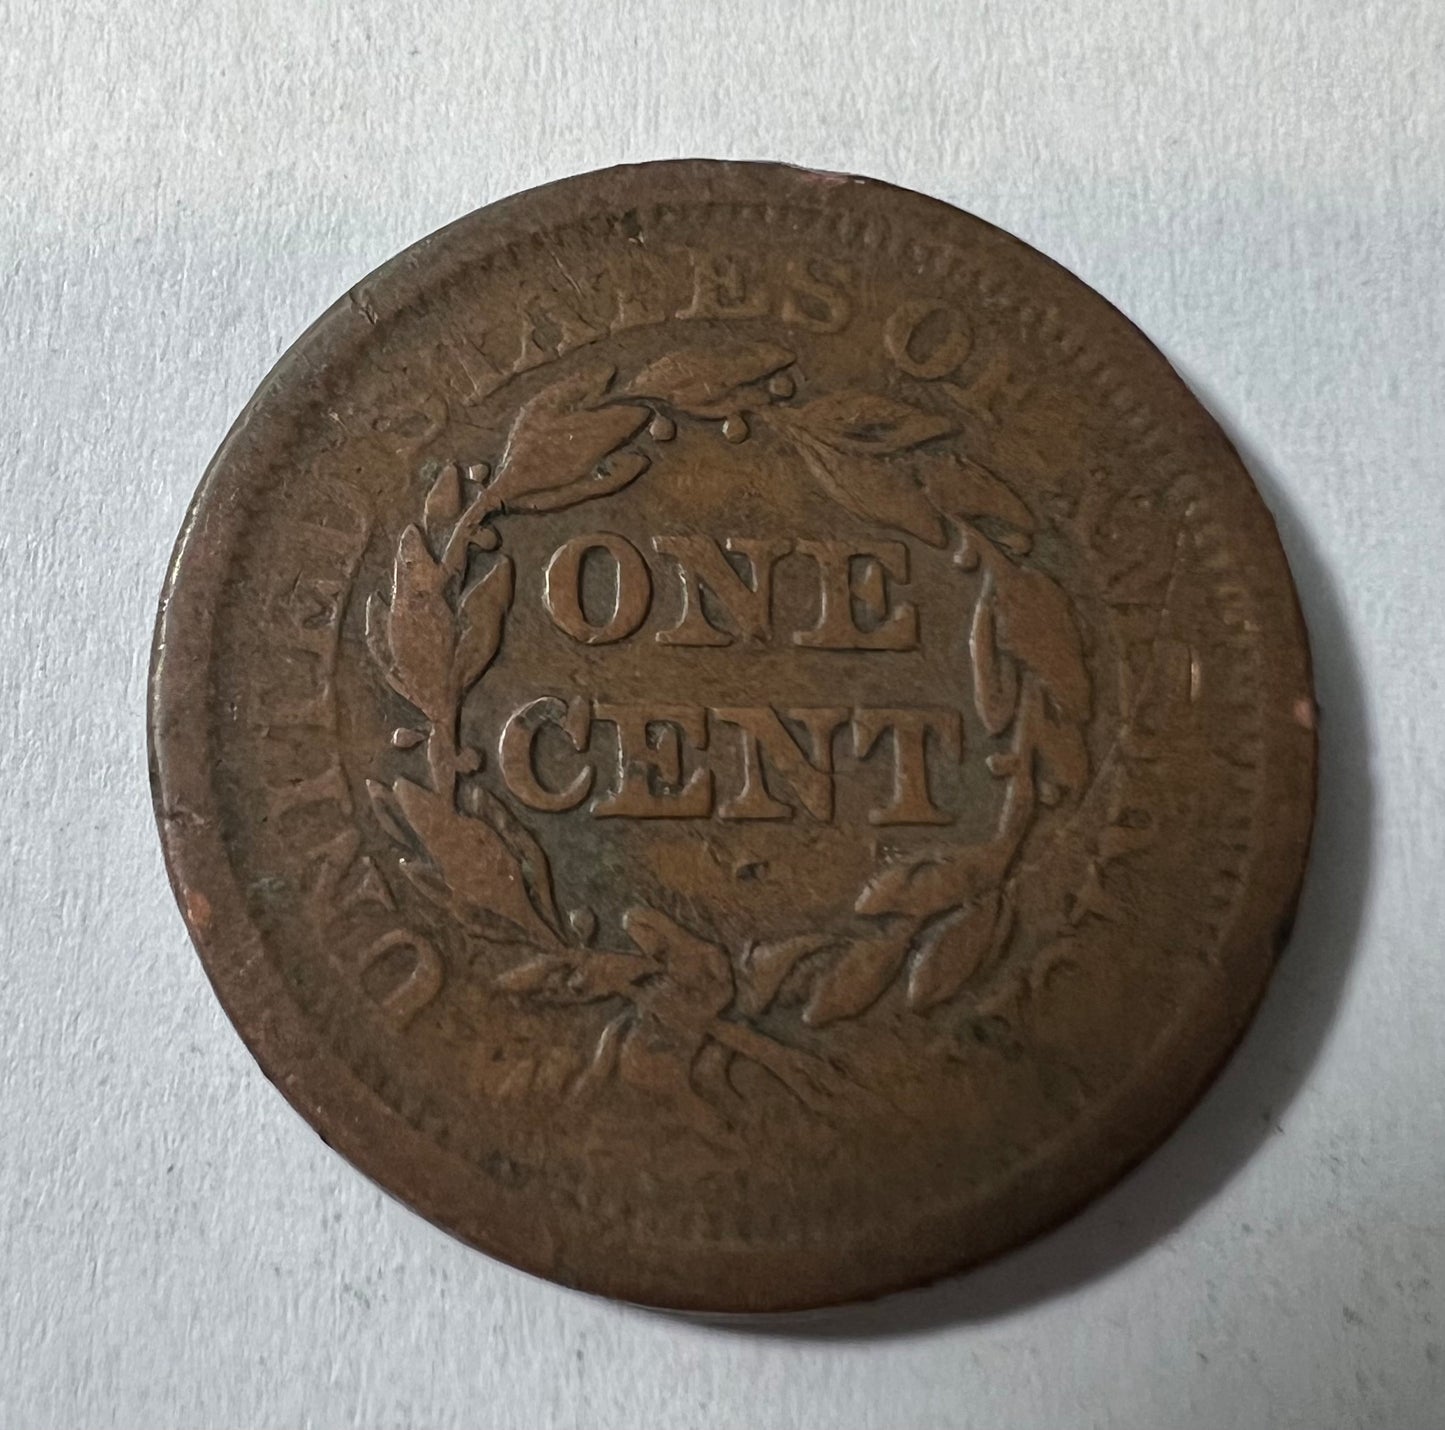 UNITED STATES OF AMERICA
ONE
CENT